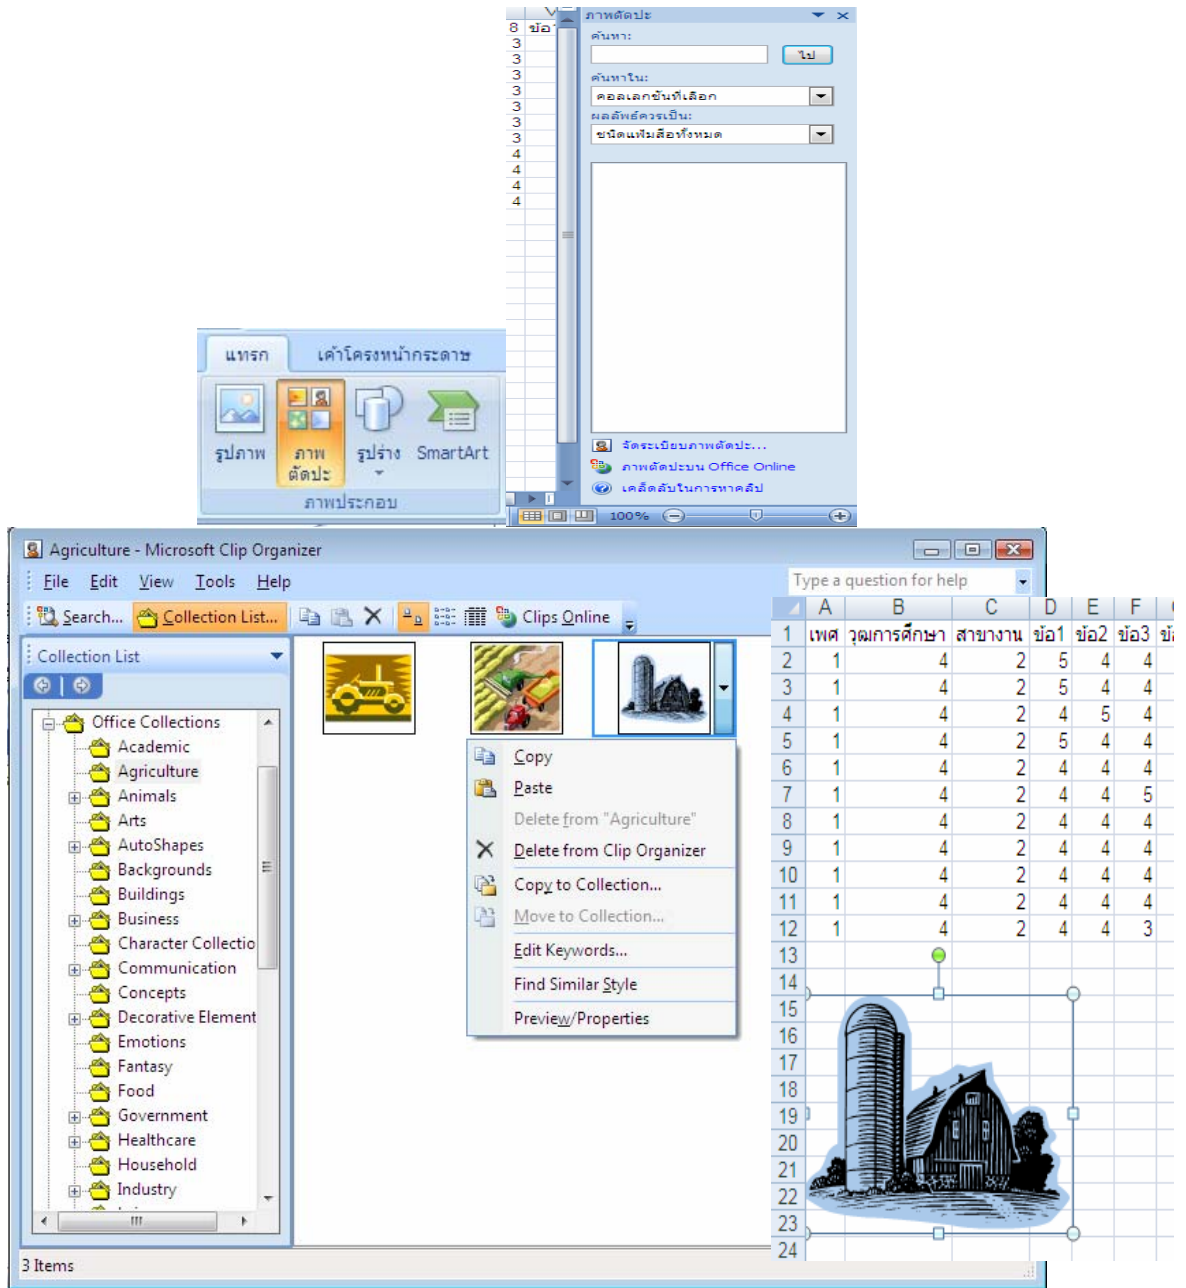 8 ข้อ
3
3
3
3
3
3
3
4
4
4
4
ภาพตัดปะ
ค้นหา:
ไป
ค้นหาใน:
คอลเลกชันที่เลือก
ผลลัพธ์ควรเป็น:
ชนิดแฟ้มสื่อทั้งหมด
จัดระเบียบภาพตัดปะ...
ภาพตัดปะบน Office Online
เคล็ดลับในการหาคลิป
100%
แทรก เค้าโครงหน้ากระดาษ
รูปภาพ ภาพตัดปะ รูปร่าง SmartArt
ภาพประกอบ
Agriculture - Microsoft Clip Organizer
File Edit View Tools Help
Type a question for help
Search... Collection List... Clips Online
Collection List
Office Collections
Academic
Agriculture
Animals
Arts
AutoShapes
Backgrounds
Buildings
Business
Character Collectio
Communication
Concepts
Decorative Element
Emotions
Fantasy
Food
Government
Healthcare
Household
Industry
3 Items
Copy
Paste
Delete from "Agriculture"
Delete from Clip Organizer
Copy to Collection...
Move to Collection...
Edit Keywords...
Find Similar Style
Preview/Properties
A B C D E F
1 เพศ วุฒการศึกษา สาขางาน ข้อ1 ข้อ2 ข้อ3
2 1 4 2 5 4 4
3 1 4 2 5 4 4
4 1 4 2 4 5 4
5 1 4 2 5 4 4
6 1 4 2 4 4 4
7 1 4 2 4 4 5
8 1 4 2 4 4 4
9 1 4 2 4 4 4
10 1 4 2 4 4 4
11 1 4 2 4 4 4
12 1 4 2 4 4 3
13
14
15
16
17
18
19
20
21
22
23
24